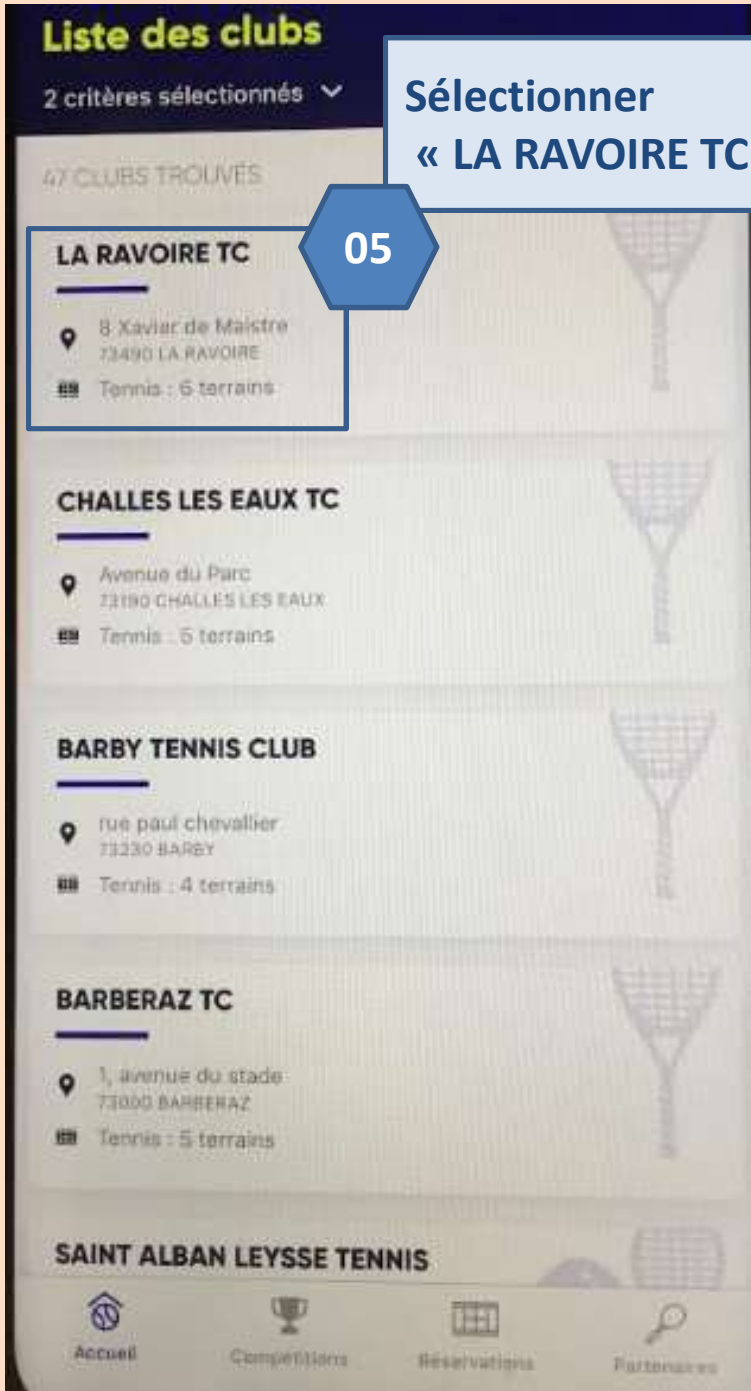 Liste des clubs
2 critères sélectionnés
Sélectionner
« LA RAVOIRE TC
47 CLUBS TROUVÉS
05
LA RAVOIRE TC
8 Xavier de Maistre
73490 LA RAVOIRE
Tennis : 6 terrains
CHALLES LES EAUX TC
Avenue du Parc
73190 CHALLES LES EAUX
Tennis : 5 terrains
BARBY TENNIS CLUB
rue paul chevallier
73230 BARBY
Tennis : 4 terrains
BARBERAZ TC
1, avenue du stade
73000 BARBERAZ
Tennis : 5 terrains
SAINT ALBAN LEYSSE TENNIS
Accueil
Compétitions
Réservations
Partenaires